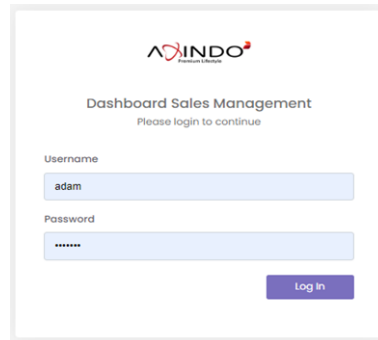 AXINDO
Premium Lifestyle
Dashboard Sales Management
Please login to continue
Username
adam
Password
•••••••
Log In